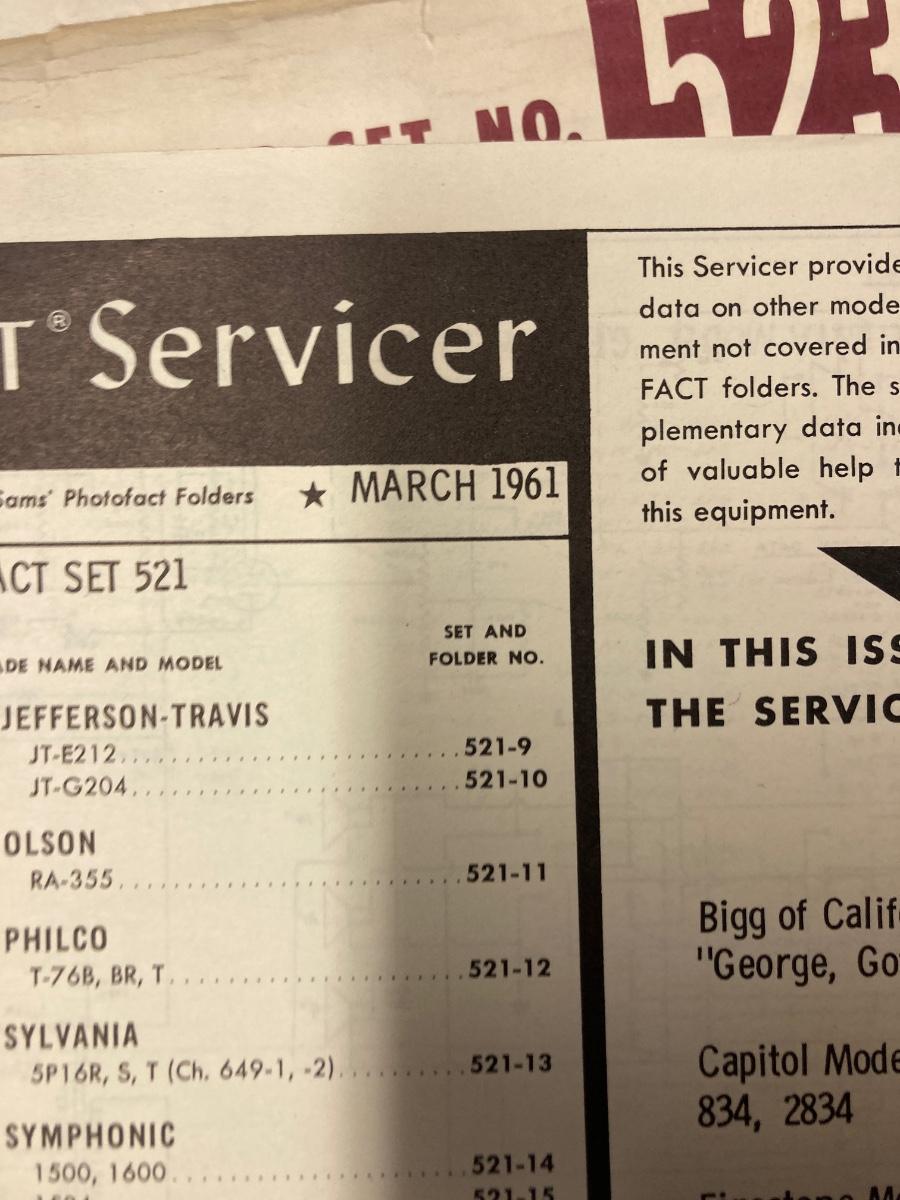 SET NO. 523
T® Servicer
Sams' Photofact Folders ★ MARCH 1961
ACT SET 521
ADE NAME AND MODEL
SET AND
FOLDER NO.
JEFFERSON-TRAVIS
JT-E212 521-9
JT-G204 521-10
OLSON
RA-355 521-11
PHILCO
T-76B, BR, T 521-12
SYLVANIA
5P16R, S, T (Ch. 649-1, -2) 521-13
SYMPHONIC
1500, 1600 521-14
521-15
This Servicer provide
data on other mode
ment not covered in
FACT folders. The s
plementary data in
of valuable help t
this equipment.
IN THIS ISS
THE SERVIC
Bigg of Calif
"George, Go
Capitol Mode
834, 2834